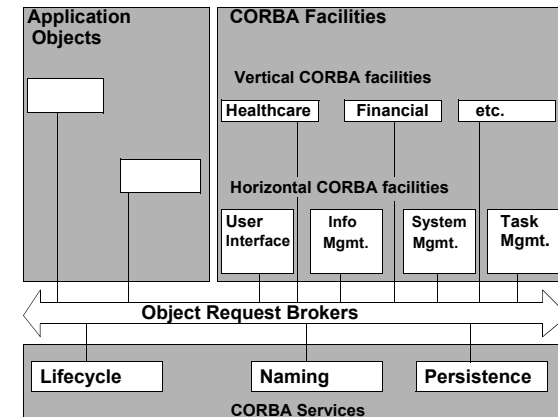 Application
Objects
CORBA Facilities
Vertical CORBA facilities
Healthcare
Financial
etc.
Horizontal CORBA facilities
User
Interface
Info
Mgmt.
System
Mgmt.
Task
Mgmt.
Object Request Brokers
Lifecycle
Naming
Persistence
CORBA Services